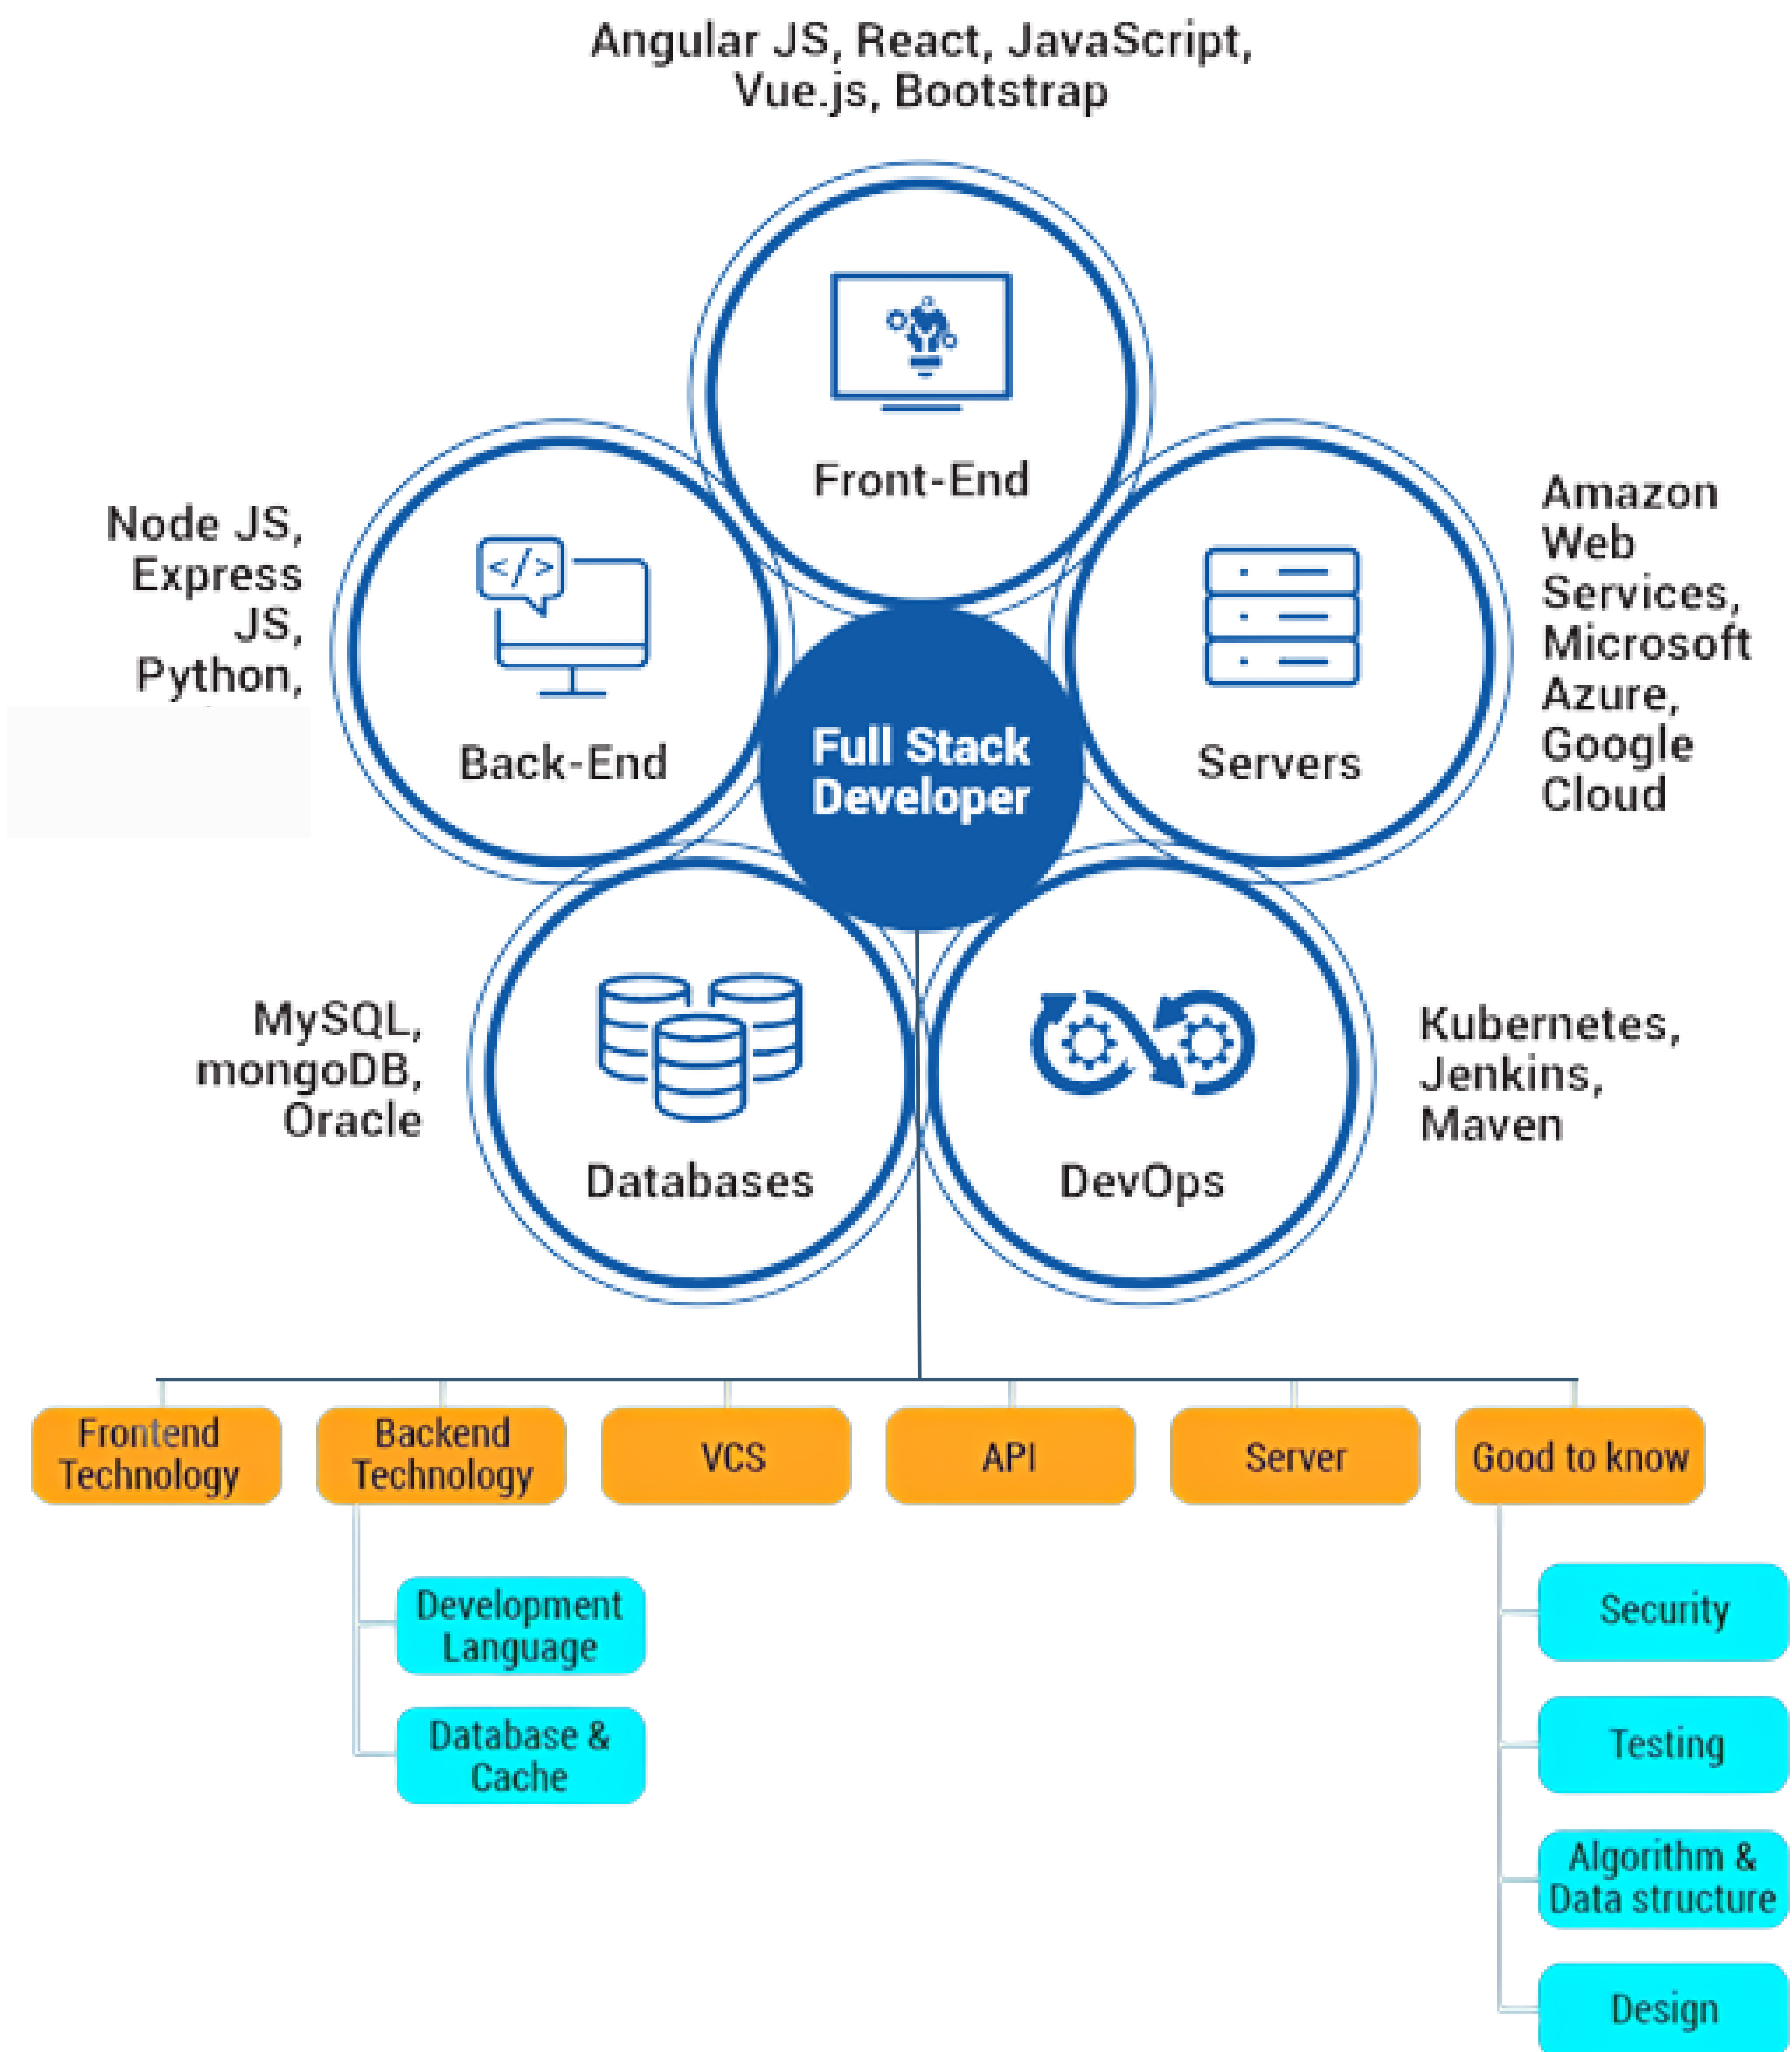 Angular JS, React, JavaScript,
Vue.js, Bootstrap
Front-End
Node JS,
Express
JS,
Python,
</>
Back-End
Amazon
Web
Services,
Microsoft
Azure,
Google
Cloud
Servers
Full Stack
Developer
MySQL,
mongoDB,
Oracle
Databases
Kubernetes,
Jenkins,
Maven
DevOps
Frontend
Technology
Backend
Technology
VCS
API
Server
Good to know
Development
Language
Database &
Cache
Security
Testing
Algorithm &
Data structure
Design